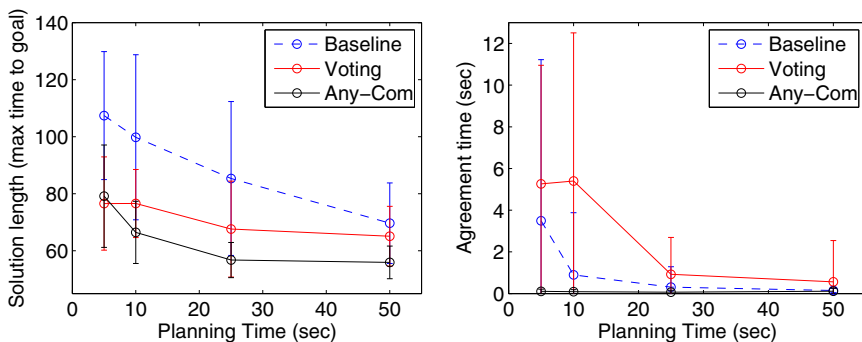 Solution length (max time to goal)
140
120
100
80
60
0
10
20
30
40
50
Planning Time (sec)
Baseline
Voting
Any−Com
Agreement time (sec)
12
10
8
6
4
2
0
0
10
20
30
40
50
Planning Time (sec)
Baseline
Voting
Any−Com